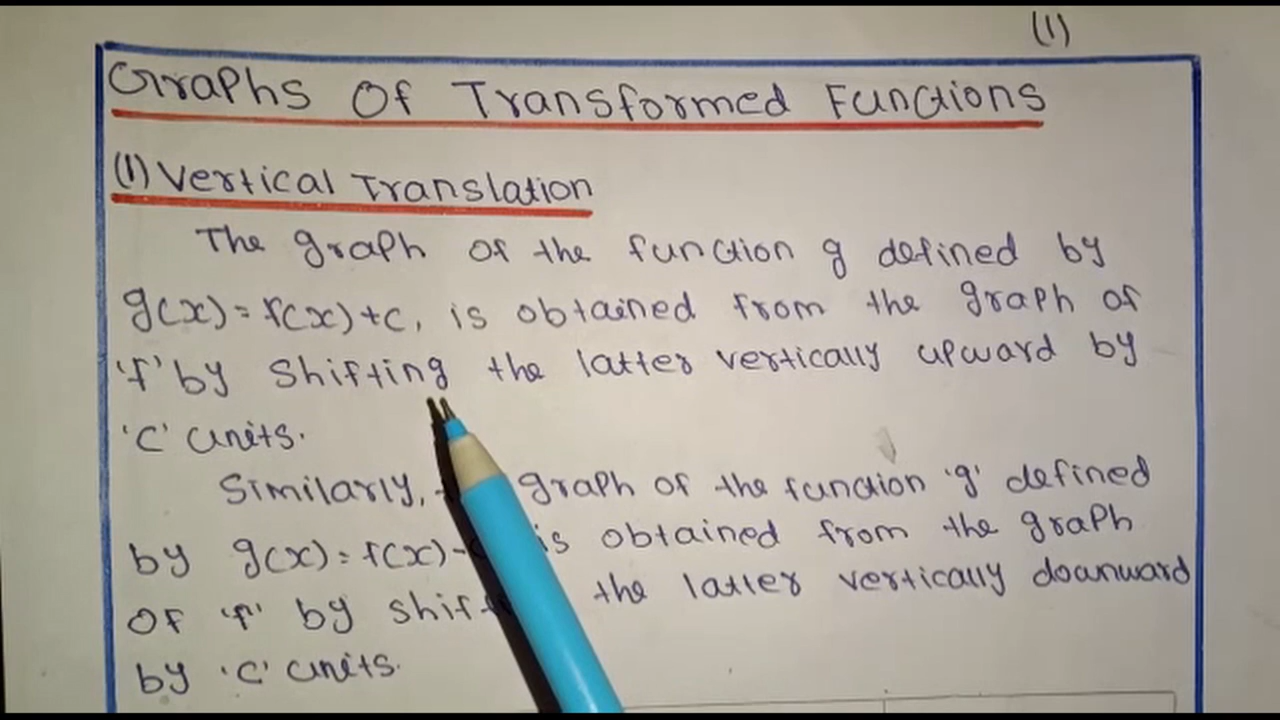 (1)
Graphs Of Transformed Functions
(1) Vertical Translation
The graph of the function g defined by
g(x)=f(x)+c, is obtained from the graph of
'f' by shifting the latter vertically upward by
'c' units.
Similarly, graph of the function 'g' defined
by g(x)=f(x)- is obtained from the graph
Of 'f' by the latter vertically doanward
by 'c' units.